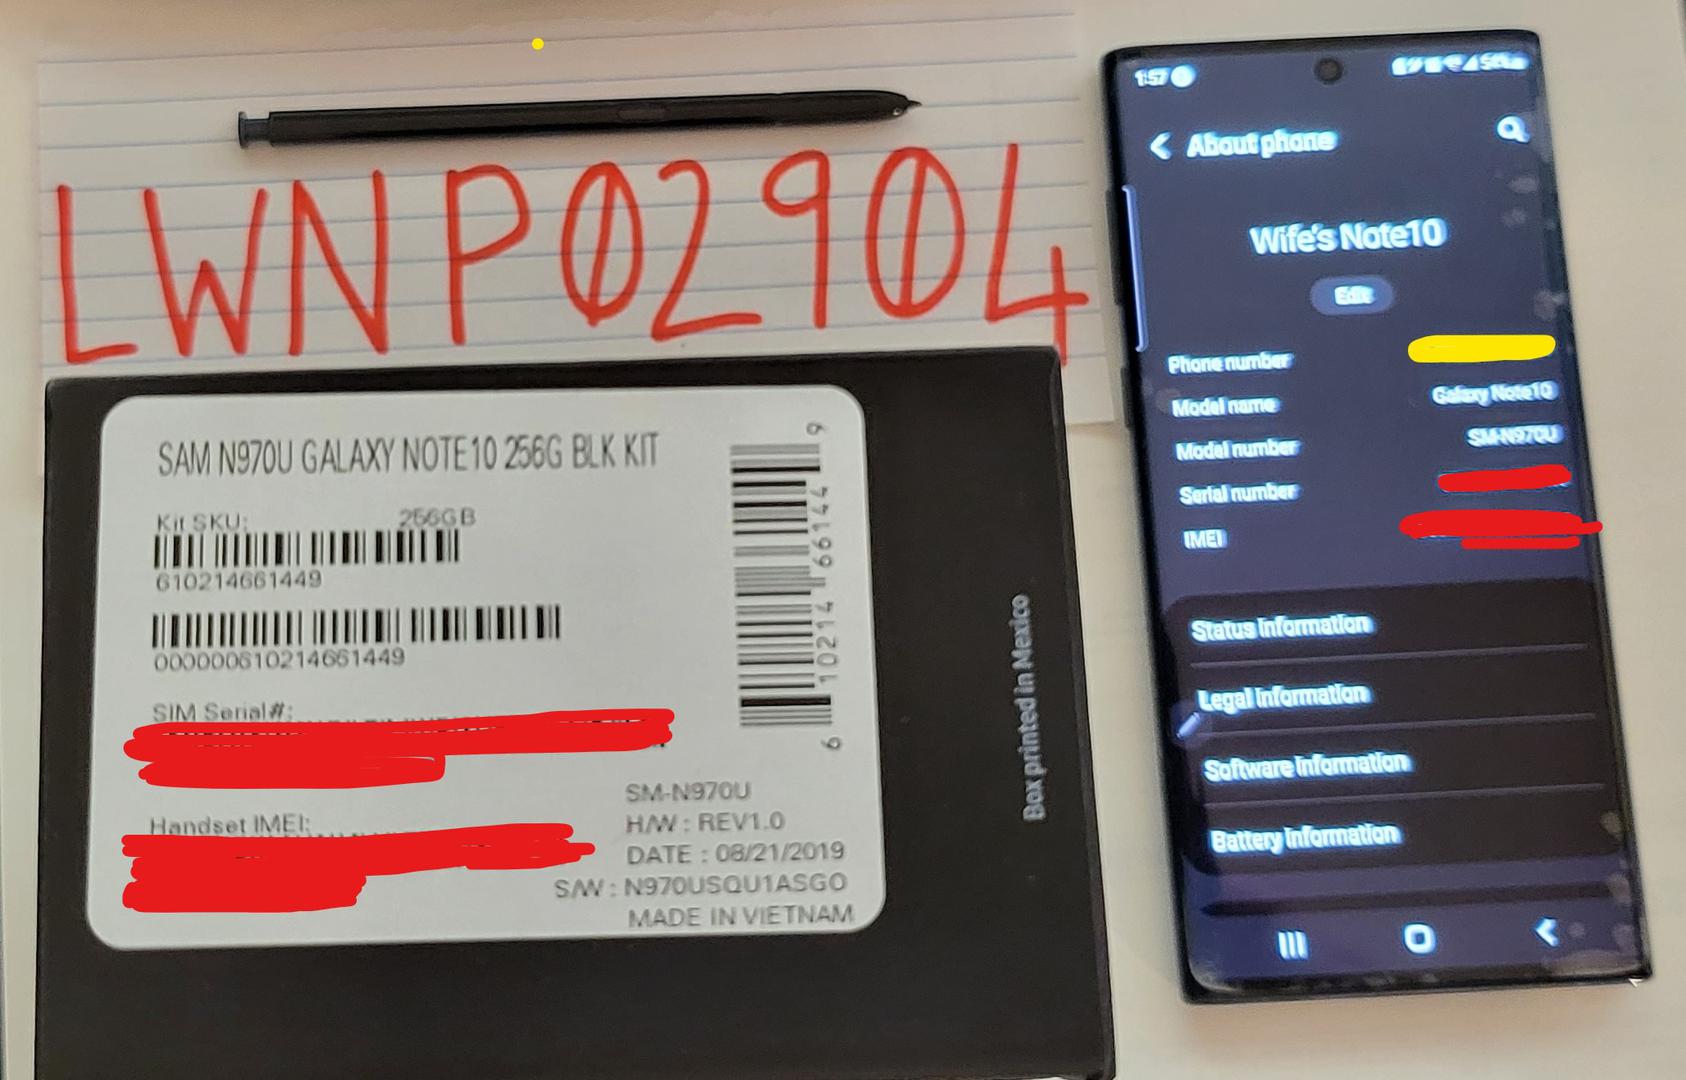 LWNP02904
SAM N970U GALAXY NOTE10 256G BLK KIT
Kit SKU: 256GB
610214661449
0000000610214661449
SIM Serial#:
Handset IMEI:
SM-N970U
H/W : REV1.0
DATE : 08/21/2019
S/W : N970USQU1ASGO
MADE IN VIETNAM
6 10214 66144 9
Box printed in Mexico
1:57
About phone
Wife's Note10
Edit
Phone number
Model name Galaxy Note10
Model number SM-N970U
Serial number
IMEI
Status information
Legal information
Software information
Battery information